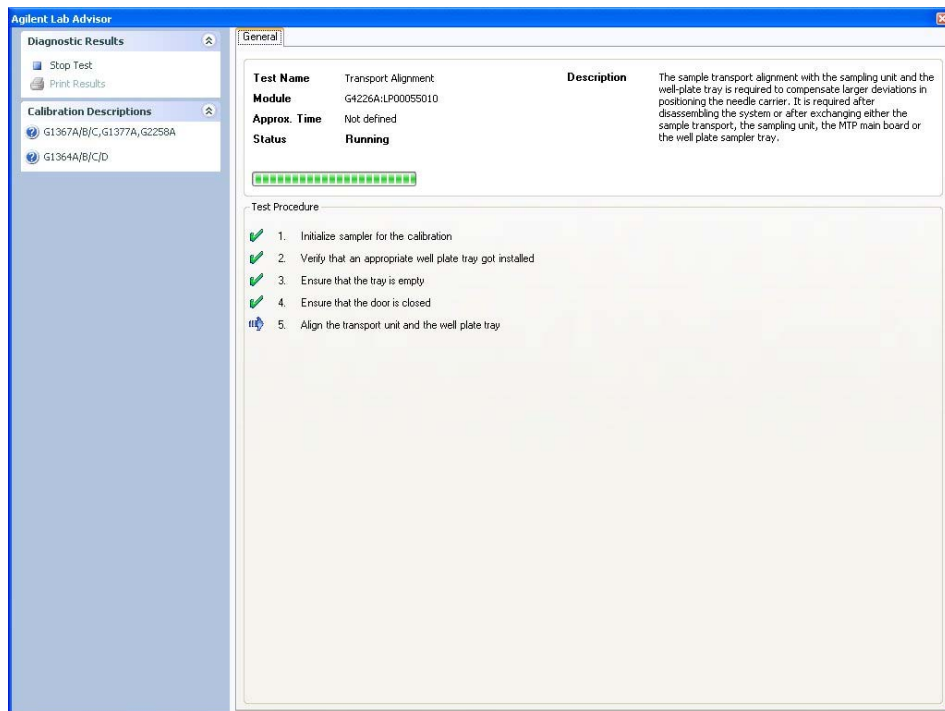 Agilent Lab Advisor
Diagnostic Results
Stop Test
Print Results
Calibration Descriptions
G1367A/B/C,G1377A,G2258A
G1364A/B/C/D
General
Test Name Transport Alignment
Module G4226A:LP00055010
Approx. Time Not defined
Status Running
Description The sample transport alignment with the sampling unit and the
well-plate tray is required to compensate larger deviations in
positioning the needle carrier. It is required after
disassembling the system or after exchanging either the
sample transport, the sampling unit, the MTP main board or
the well plate sampler tray.
Test Procedure
1. Initialize sampler for the calibration
2. Verify that an appropriate well plate tray got installed
3. Ensure that the tray is empty
4. Ensure that the door is closed
5. Align the transport unit and the well plate tray